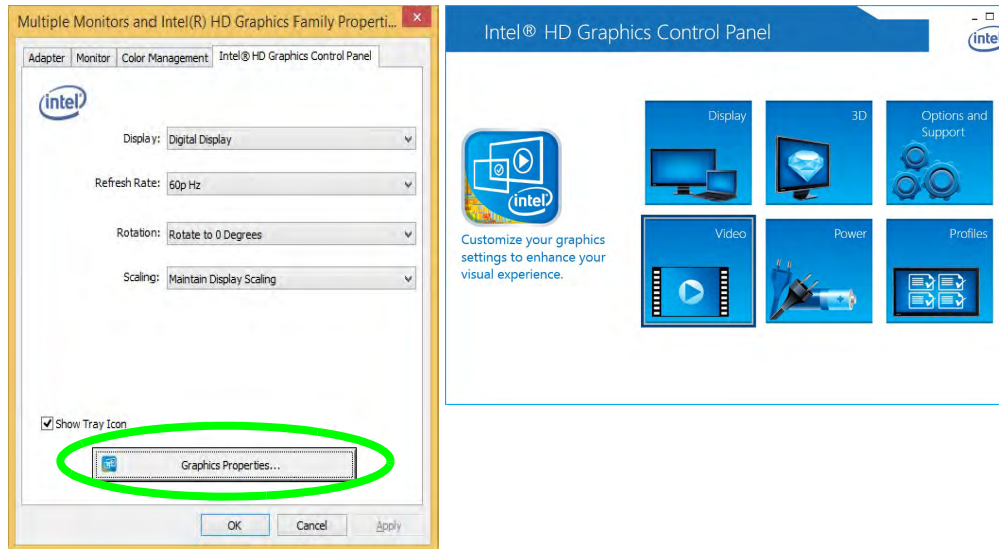 Multiple Monitors and Intel(R) HD Graphics Family Properti...
Adapter
Monitor
Color Management
Intel® HD Graphics Control Panel
intel
Display: Digital Display
Refresh Rate: 60p Hz
Rotation: Rotate to 0 Degrees
Scaling: Maintain Display Scaling
Show Tray Icon
Graphics Properties...
OK
Cancel
Apply
Intel® HD Graphics Control Panel
inte
intel
Customize your graphics
settings to enhance your
visual experience.
Display
3D
Options and
Support
Video
Power
Profiles